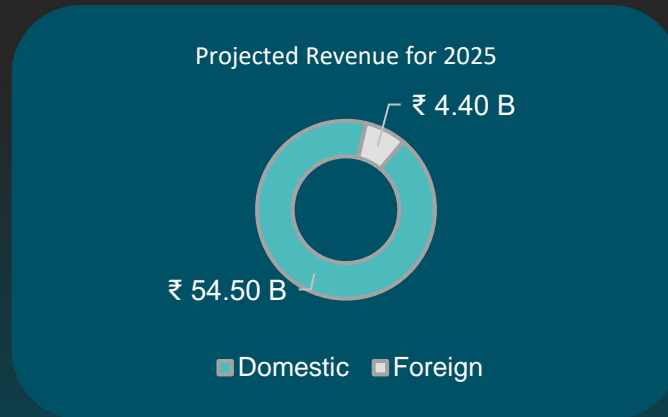 Projected Revenue for 2025
₹ 4.40 B
₹ 54.50 B
Domestic Foreign